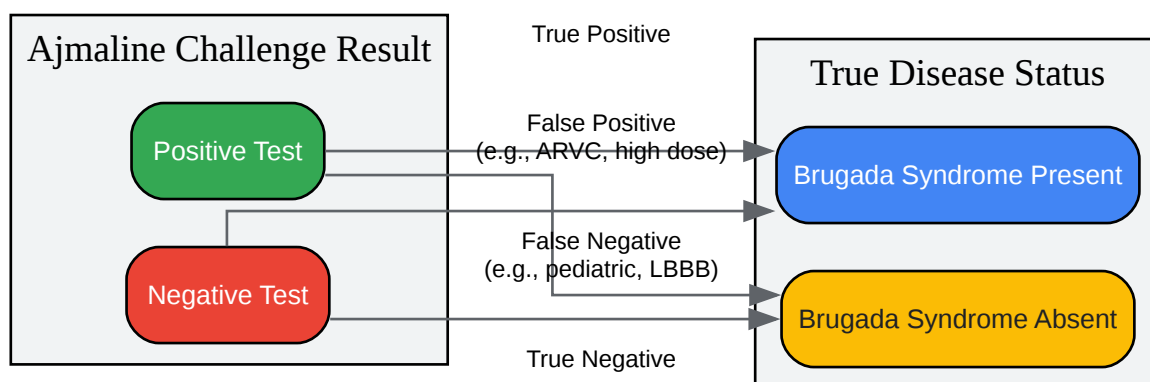 Ajmaline Challenge Result
Positive Test
Negative Test
True Positive
False Positive
(e.g., ARVC, high dose)
False Negative
(e.g., pediatric, LBBB)
True Negative
True Disease Status
Brugada Syndrome Present
Brugada Syndrome Absent